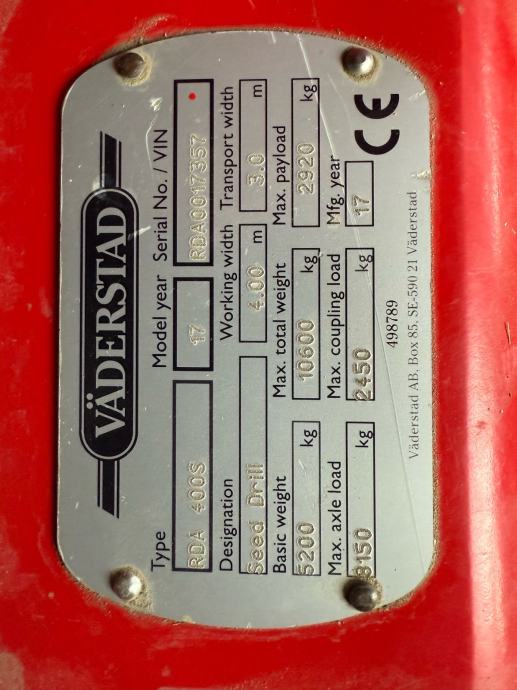 VÄDERSTAD
Type Model year Serial No. / VIN
RDA 400S 17 RDA0017357
Designation Working width Transport width
Seed Drill 4.00 m 3.0 m
Basic weight Max. total weight Max. payload
5200 kg 10600 kg 2920 kg
Max. axle load Max. coupling load Mfg. year
8150 kg 2450 kg 17
CE
498789
Väderstad AB, Box 85, SE-590 21 Väderstad